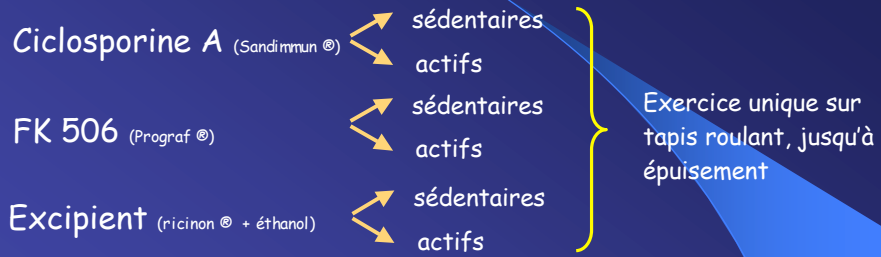 Ciclosporine A (Sandimmun ®)
sédentaires
actifs
FK 506 (Prograf ®)
sédentaires
actifs
Excipient (ricinon ® + éthanol)
sédentaires
actifs
Exercice unique sur
tapis roulant, jusqu'à
épuisement